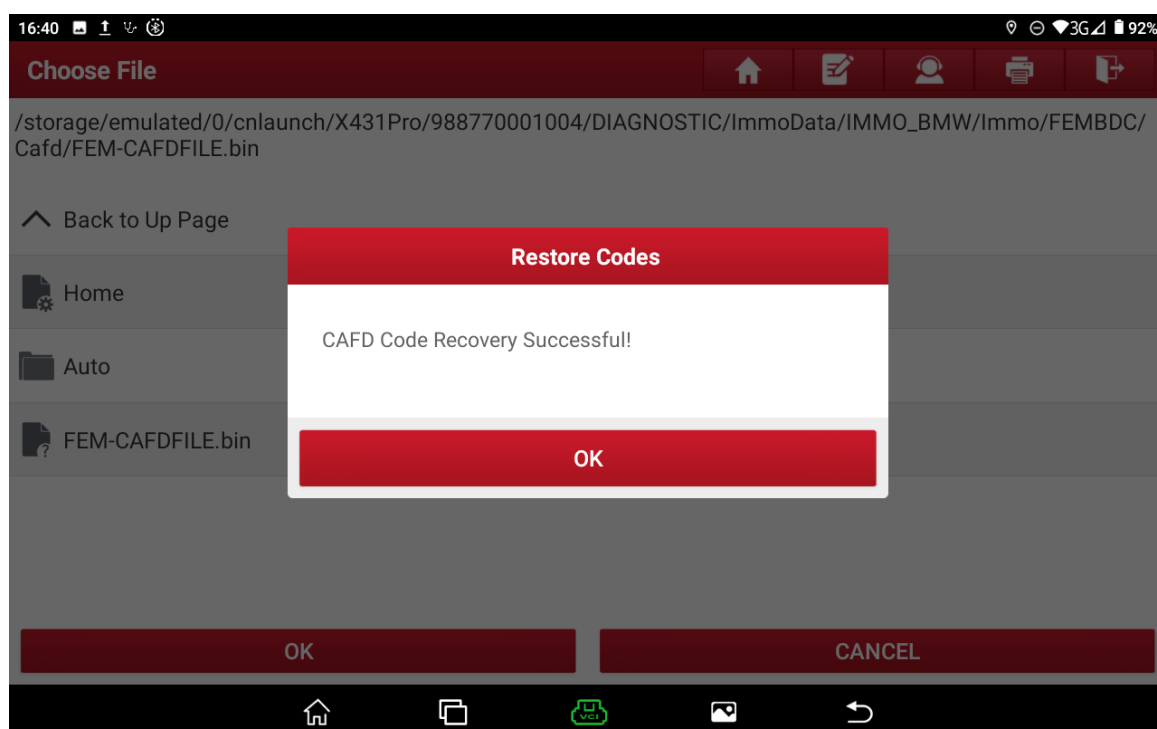 16:40
3G 92%
Choose File
/storage/emulated/0/cnlaunch/X431Pro/988770001004/DIAGNOSTIC/ImmoData/IMMO_BMW/Immo/FEMBDC/
Cafd/FEM-CAFDFILE.bin
Back to Up Page
Home
Auto
FEM-CAFDFILE.bin
Restore Codes
CAFD Code Recovery Successful!
OK
OK
CANCEL
VCI